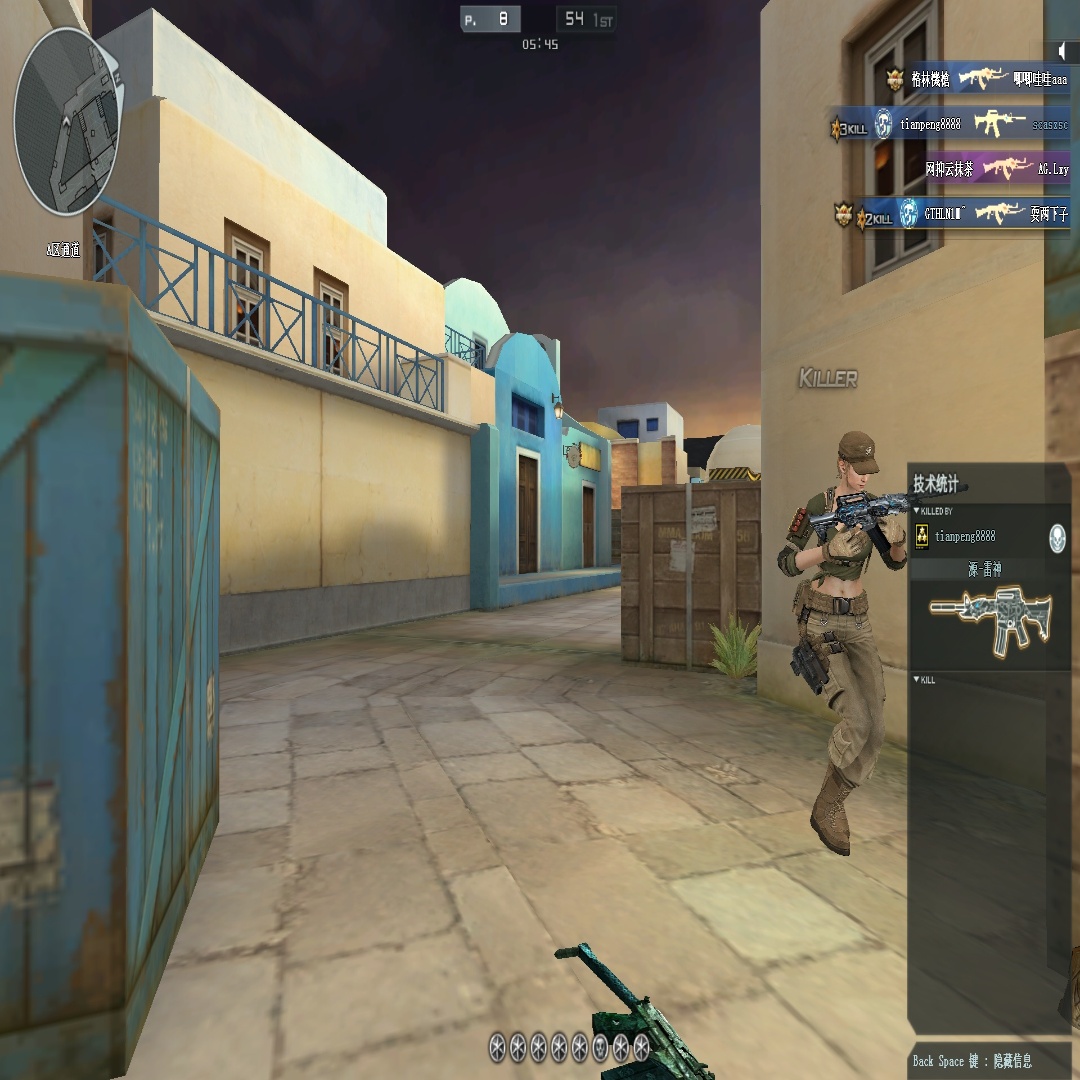 P. 8 54 1ST
05:45
格林機槍 唧唧哇哇aaa
3KILL tianpeng8888 scaszsc
网抑云抹茶 AG.Lxy
2KILL 耍两下子
A区通道
KILLER
技术统计
KILLED BY
tianpeng8888
源-雷神
KILL
Back Space 键 : 隐藏信息